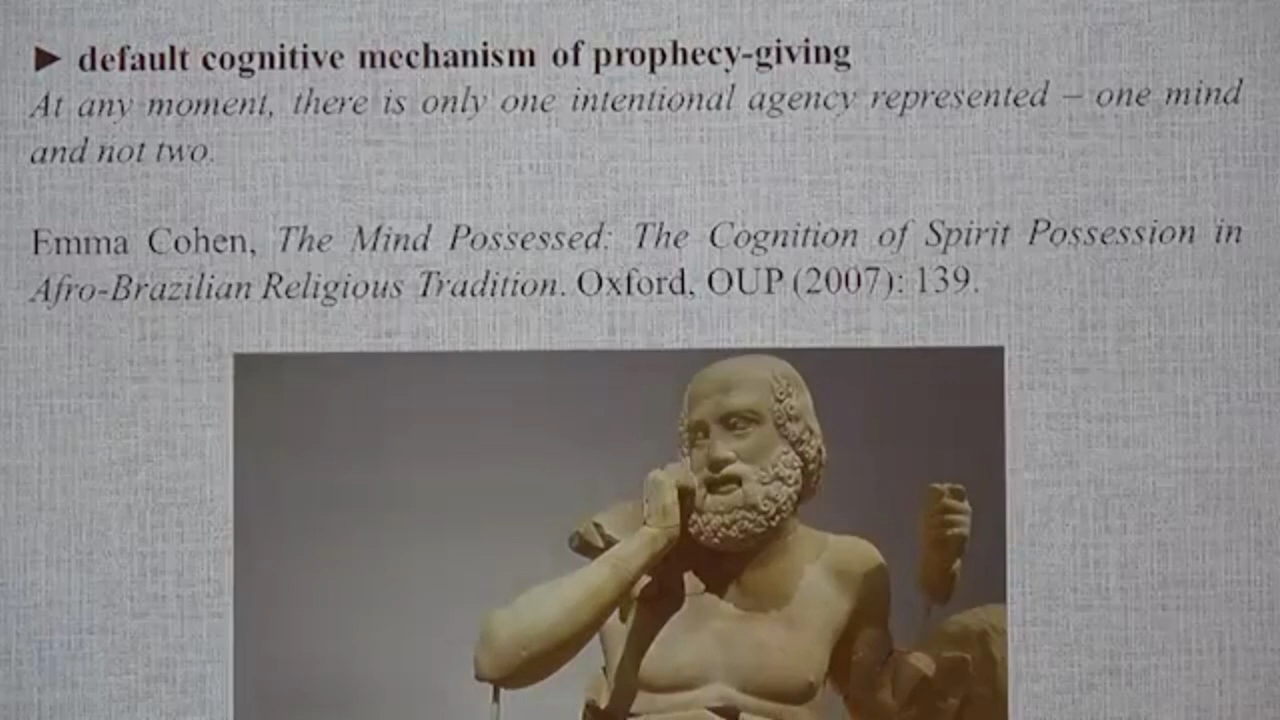 ► default cognitive mechanism of prophecy-giving
At any moment, there is only one intentional agency represented – one mind
and not two.
Emma Cohen, The Mind Possessed: The Cognition of Spirit Possession in
Afro-Brazilian Religious Tradition. Oxford, OUP (2007): 139.